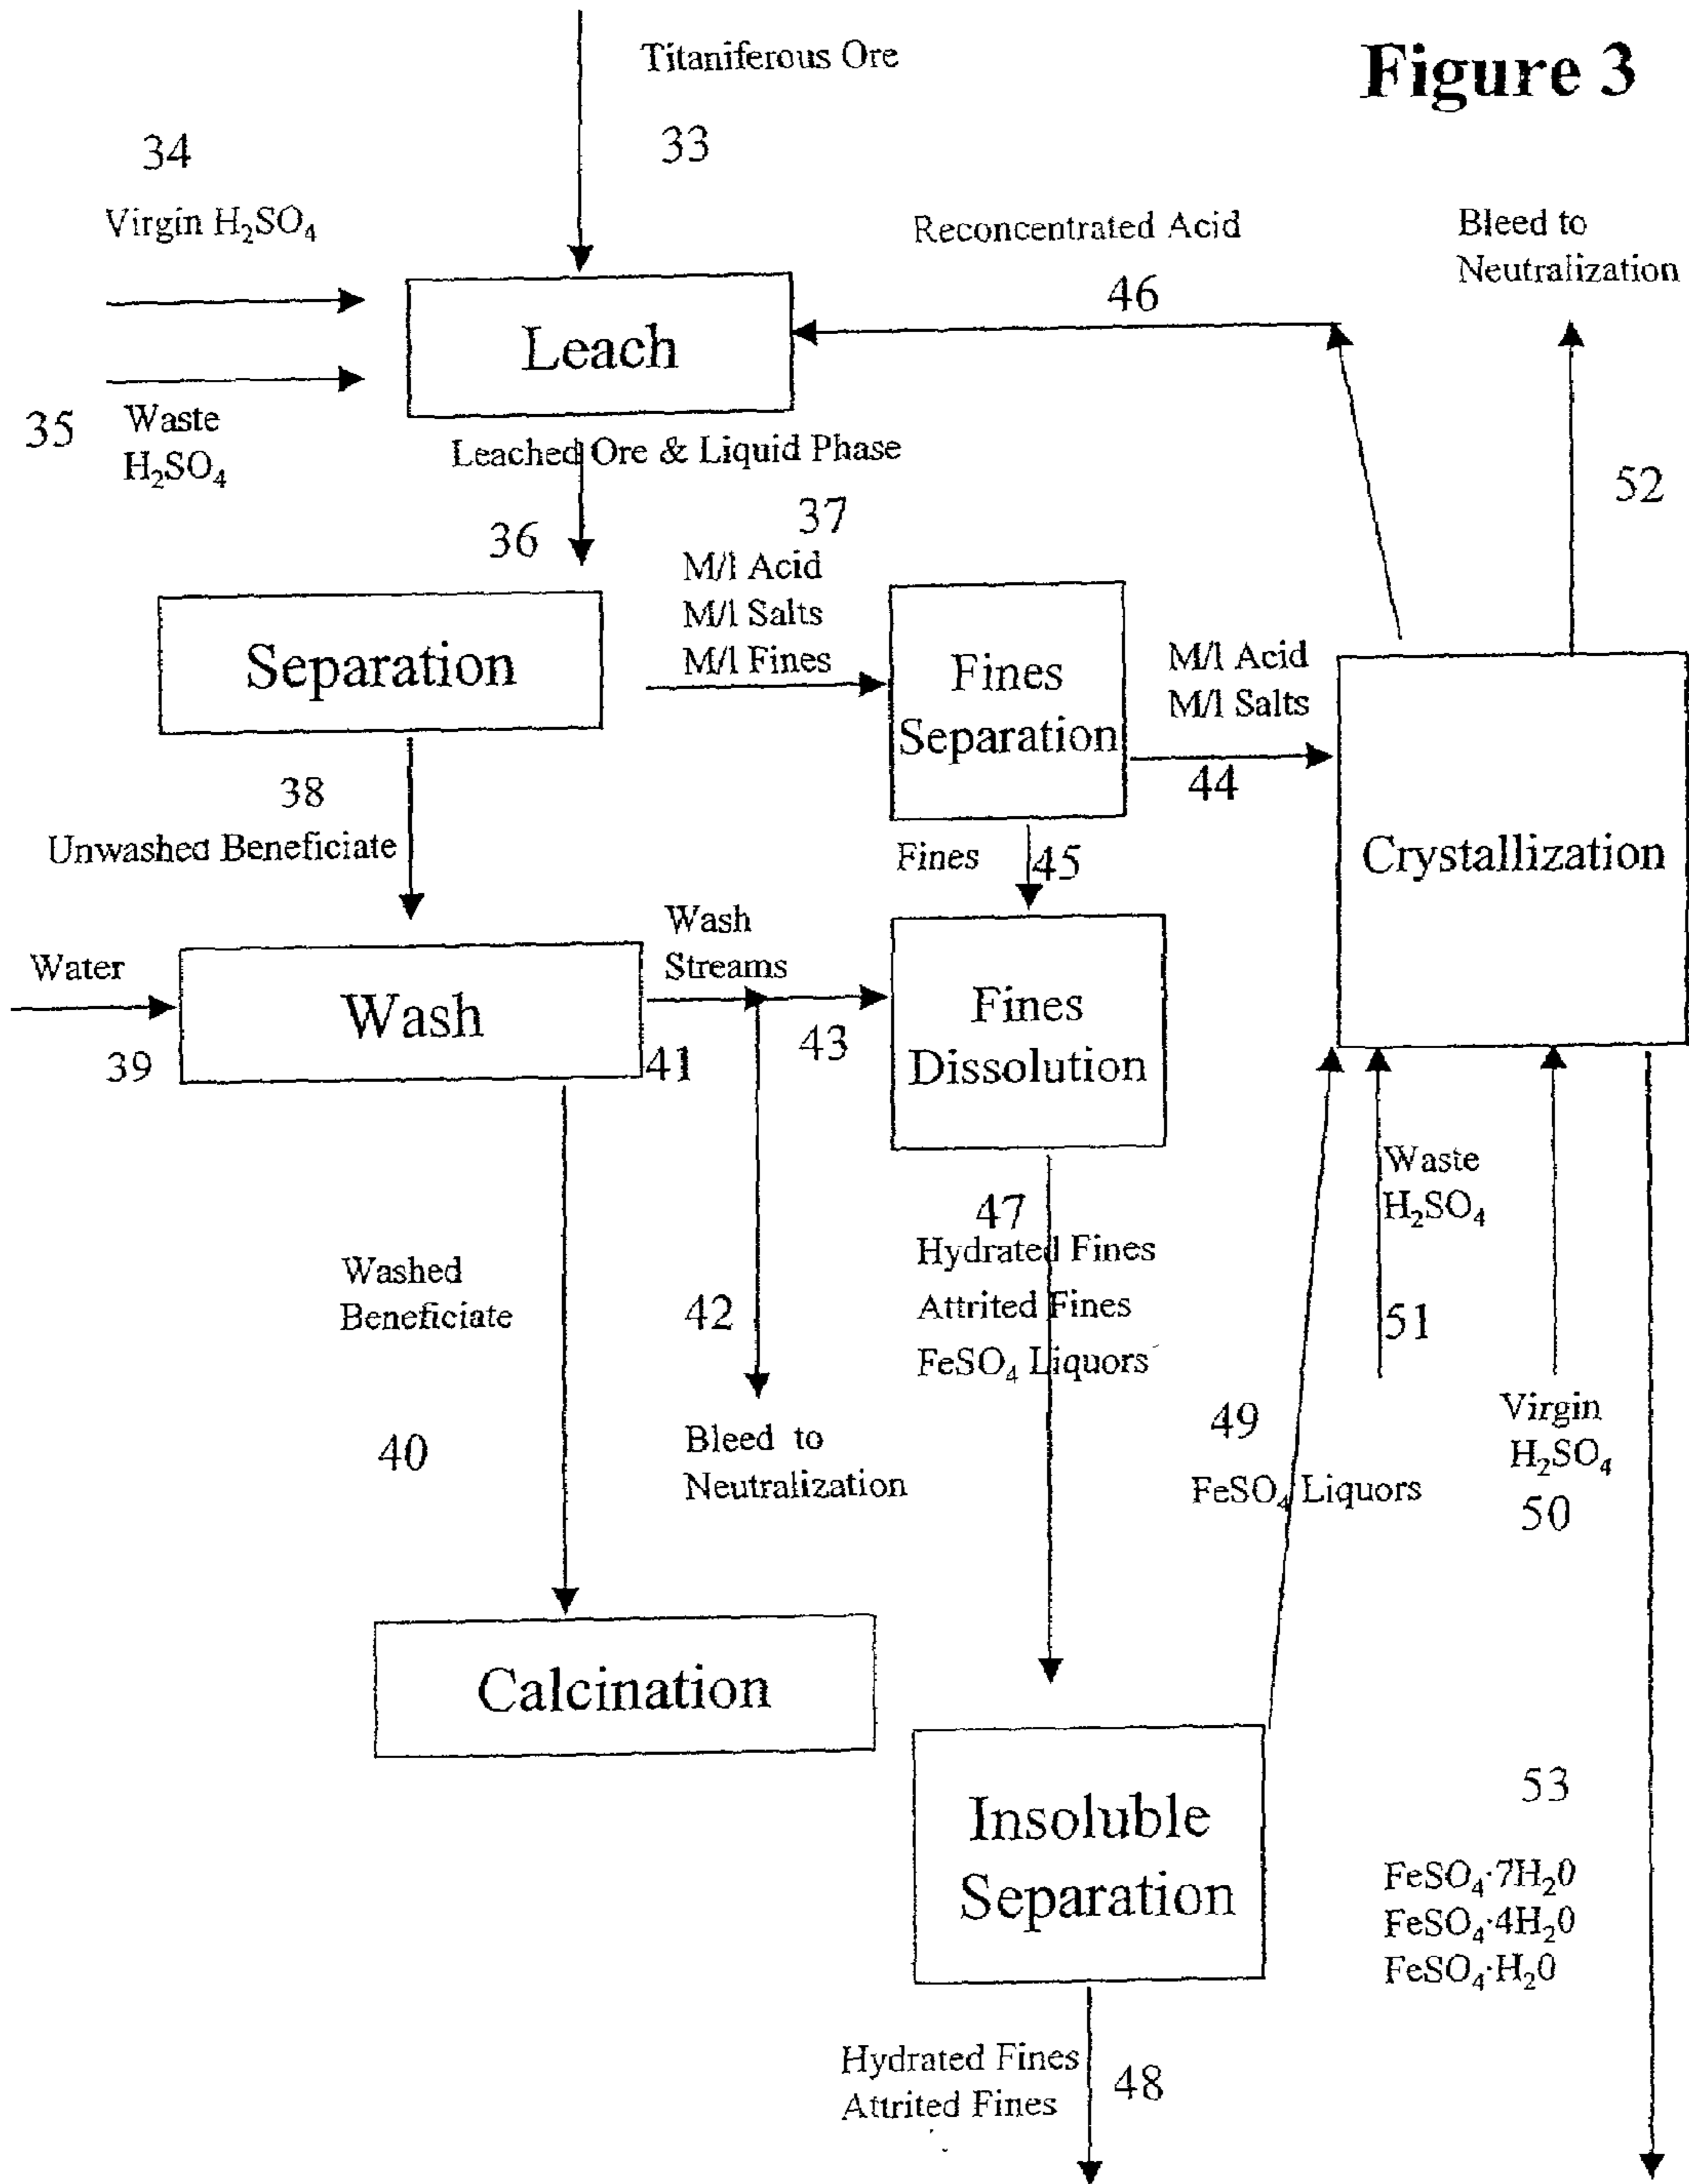 Figure 3
Titaniferous Ore
33
34
Virgin H₂SO₄
35
Waste
H₂SO₄
Leach
Reconcentrated Acid
46
Bleed to
Neutralization
52
Leached Ore & Liquid Phase
36
37
M/l Acid
M/l Salts
M/l Fines
Separation
Fines
Separation
M/l Acid
M/l Salts
44
Crystallization
38
Unwashed Beneficiate
Fines
45
Water
39
Wash
41
Wash
Streams
43
Fines
Dissolution
47
Hydrated Fines
Attrited Fines
FeSO₄ Liquors
Waste
H₂SO₄
51
Virgin
H₂SO₄
50
Washed
Beneficiate
40
42
Bleed to
Neutralization
49
FeSO₄ Liquors
Calcination
Insoluble
Separation
53
FeSO₄·7H₂0
FeSO₄·4H₂0
FeSO₄·H₂0
Hydrated Fines
Attrited Fines
48